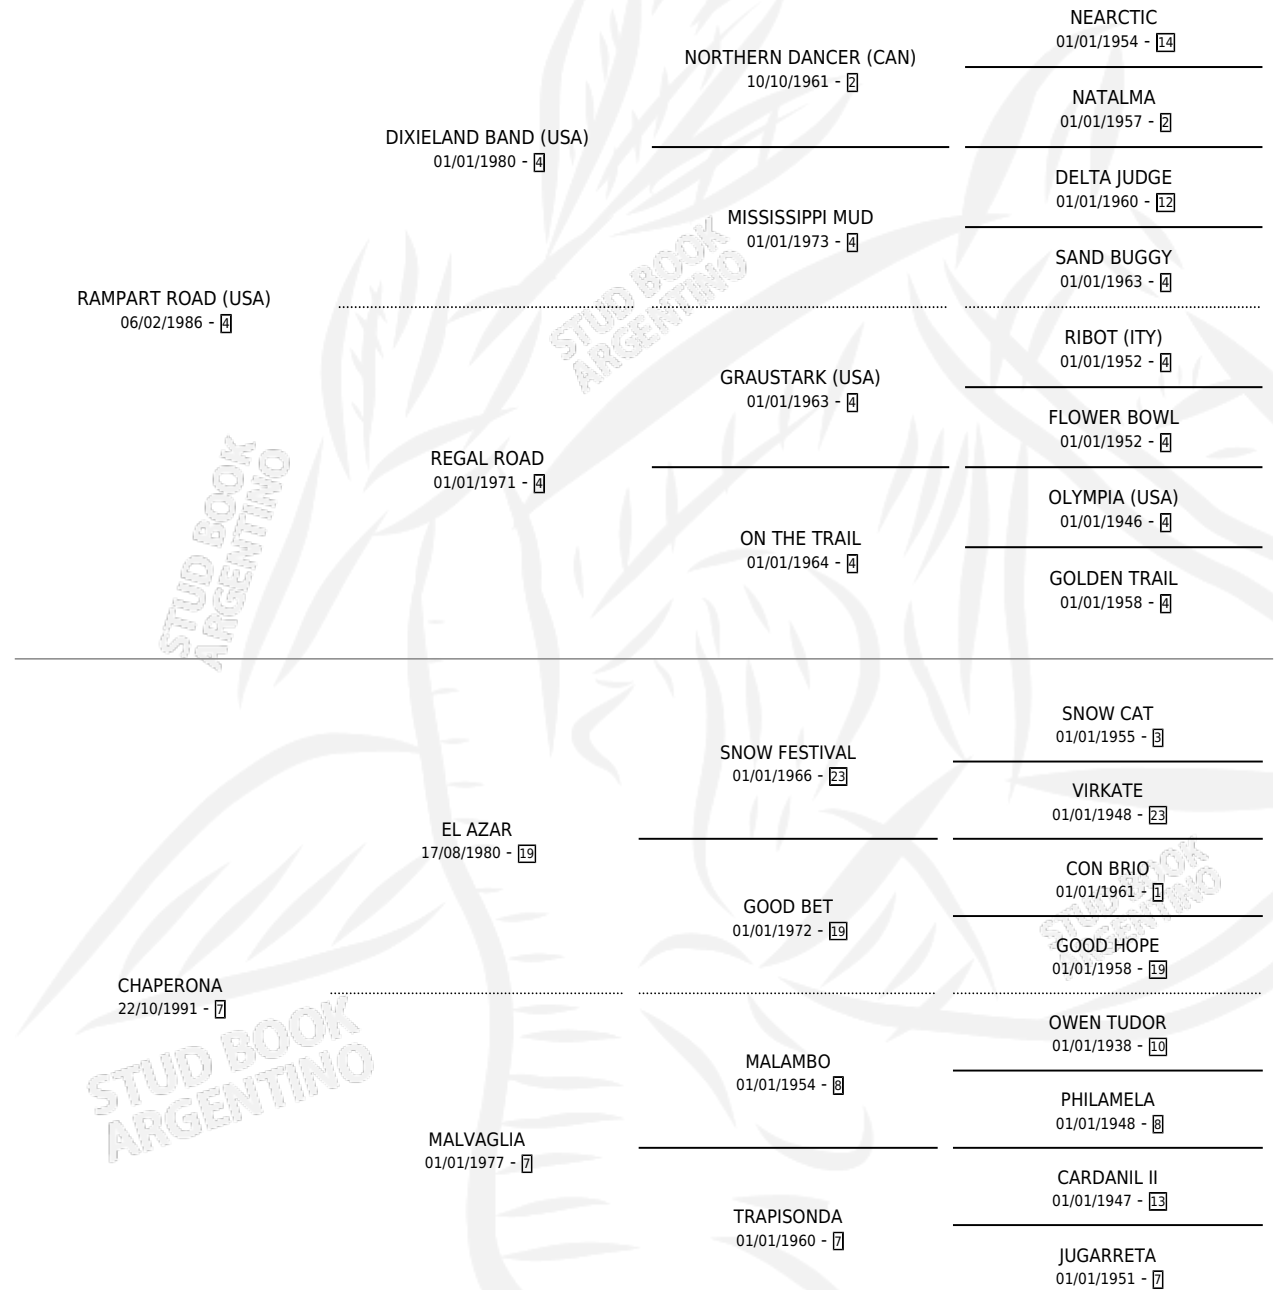 NEARCTIC
01/01/1954 - 14
NORTHERN DANCER (CAN)
10/10/1961 - 2
NATALMA
01/01/1957 - 2
DIXIELAND BAND (USA)
01/01/1980 - 4
DELTA JUDGE
01/01/1960 - 12
MISSISSIPPI MUD
01/01/1973 - 4
SAND BUGGY
01/01/1963 - 4
RAMPART ROAD (USA)
06/02/1986 - 4
RIBOT (ITY)
01/01/1952 - 4
GRAUSTARK (USA)
01/01/1963 - 4
FLOWER BOWL
01/01/1952 - 4
REGAL ROAD
01/01/1971 - 4
OLYMPIA (USA)
01/01/1946 - 4
ON THE TRAIL
01/01/1964 - 4
GOLDEN TRAIL
01/01/1958 - 4
SNOW CAT
01/01/1955 - 3
SNOW FESTIVAL
01/01/1966 - 23
VIRKATE
01/01/1948 - 23
EL AZAR
17/08/1980 - 19
CON BRIO
01/01/1961 - 1
GOOD BET
01/01/1972 - 19
GOOD HOPE
01/01/1958 - 19
CHAPERONA
22/10/1991 - 7
OWEN TUDOR
01/01/1938 - 10
MALAMBO
01/01/1954 - 8
PHILAMELA
01/01/1948 - 8
MALVAGLIA
01/01/1977 - 7
CARDANIL II
01/01/1947 - 13
TRAPISONDA
01/01/1960 - 7
JUGARRETA
01/01/1951 - 7
STUD BOOK
ARGENTINO
STUD BOOK
ARGENTINO
STUD BOOK
ARGENTINO
STUD BOOK
ARGENTINO